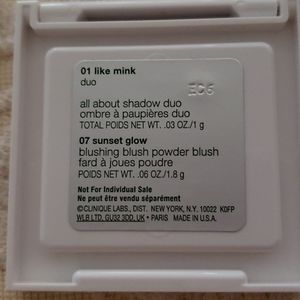 01 like mink
duo
EC6
all about shadow duo
ombre à paupières duo
TOTAL POIDS NET WT. .03 OZ./1 g
07 sunset glow
blushing blush powder blush
fard à joues poudre
POIDS NET WT. .06 OZ./1.8 g
Not For Individual Sale
Ne peut être vendu séparément
©CLINIQUE LABS., DIST. NEW YORK, N.Y. 10022 K0FP
WLB LTD, GU32 3DD, UK • PARIS MADE IN U.S.A.